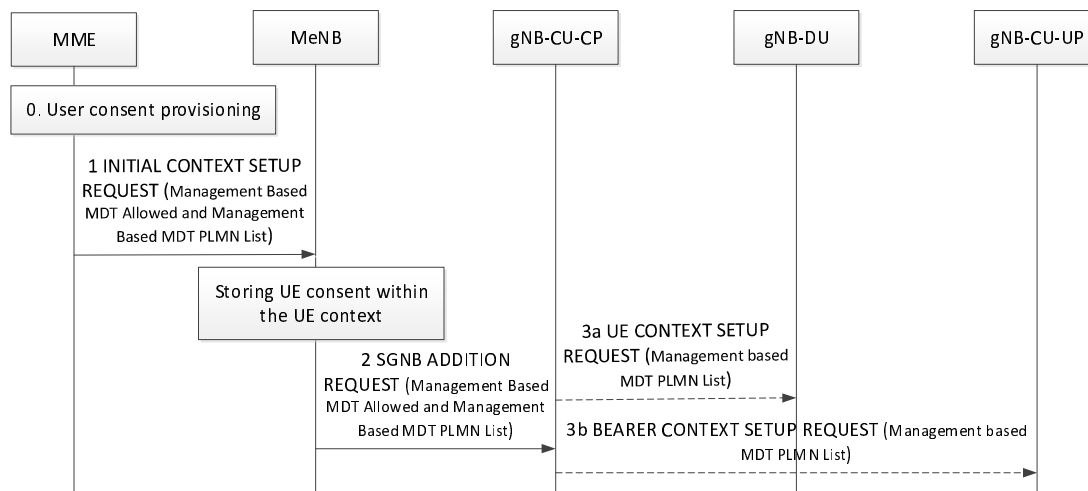 MME
MeNB
gNB-CU-CP
gNB-DU
gNB-CU-UP
0. User consent provisioning
1 INITIAL CONTEXT SETUP
REQUEST (Management Based
MDT Allowed and Management
Based MDT PLMN List)
Storing UE consent within
the UE context
2 SGNB ADDITION
REQUEST (Management Based
MDT Allowed and Management
Based MDT PLMN List)
3a UE CONTEXT SETUP
REQUEST (Management based
MDT PLMN List)
3b BEARER CONTEXT SETUP REQUEST (Management based
MDT PLMN List)